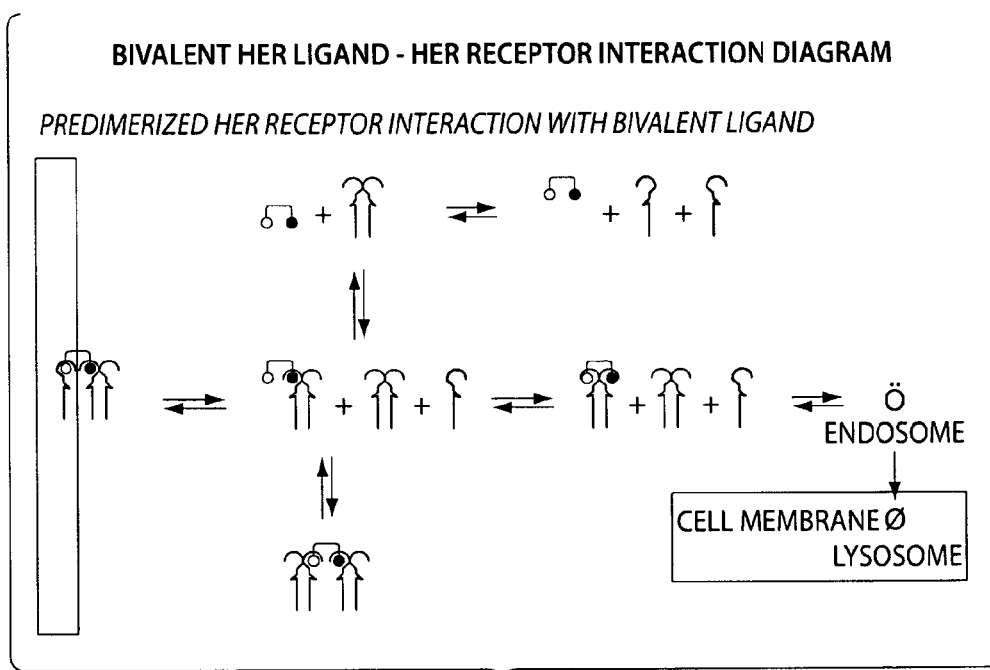 BIVALENT HER LIGAND - HER RECEPTOR INTERACTION DIAGRAM
PREDIMERIZED HER RECEPTOR INTERACTION WITH BIVALENT LIGAND
+ + +
+ + + + Ö
ENDOSOME
CELL MEMBRANE Ø
LYSOSOME